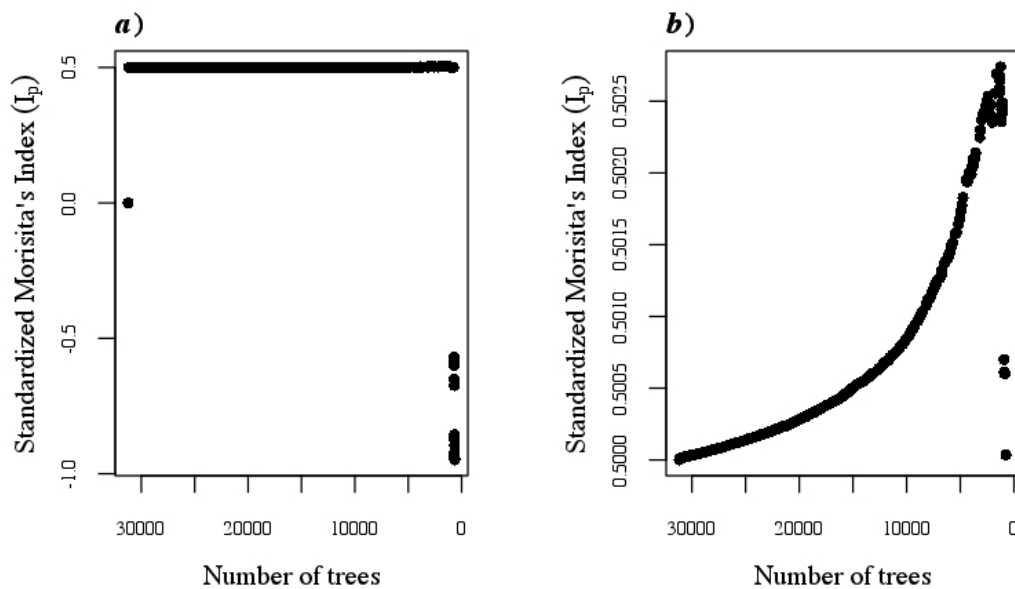 a)
Standardized Morisita's Index (Ip)
0.5
0.0
-0.5
-1.0
30000 20000 10000 0
Number of trees
b)
Standardized Morisita's Index (Ip)
0.5025
0.5020
0.5015
0.5010
0.5005
0.5000
30000 20000 10000 0
Number of trees